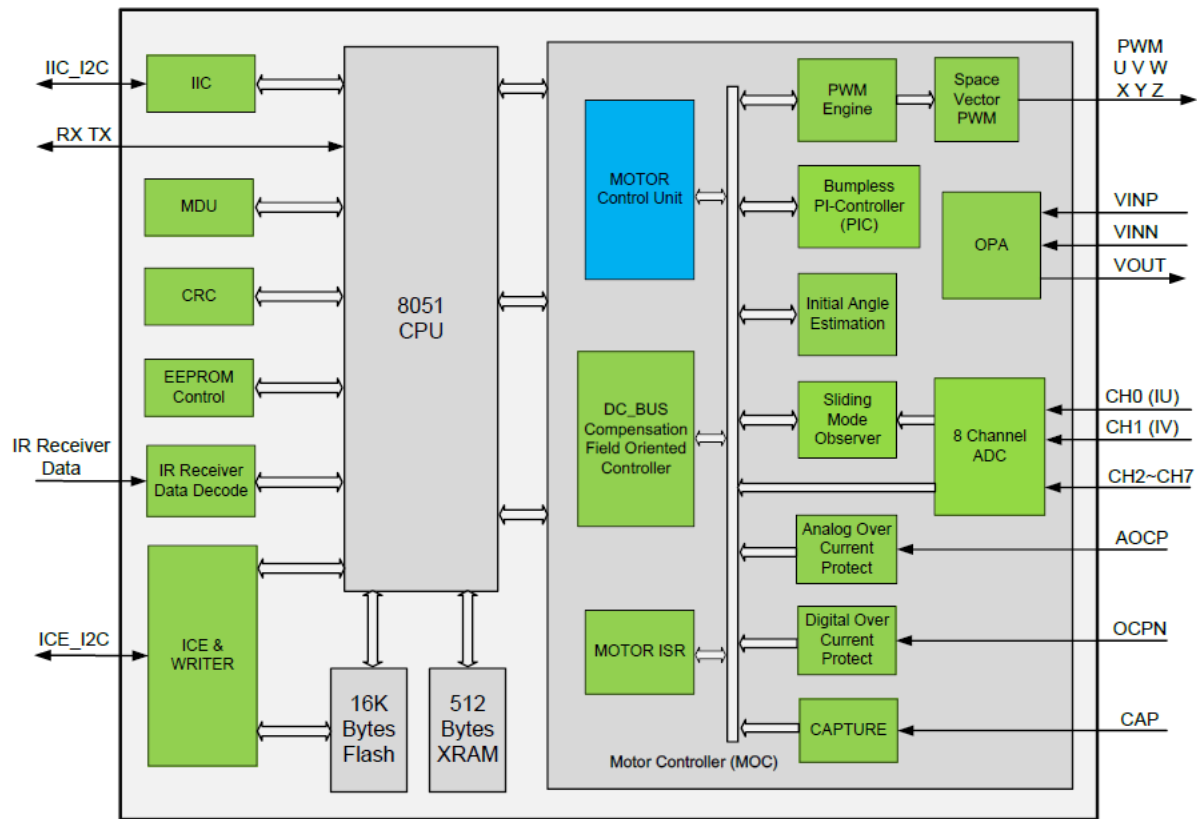 IIC_I2C
RX TX
IR Receiver
Data
ICE_I2C
IIC
MDU
CRC
EEPROM
Control
IR Receiver
Data Decode
ICE &
WRITER
8051
CPU
16K
Bytes
Flash
512
Bytes
XRAM
MOTOR
Control Unit
DC_BUS
Compensation
Field Oriented
Controller
MOTOR ISR
Motor Controller (MOC)
PWM
Engine
Space
Vector
PWM
Bumpless
PI-Controller
(PIC)
OPA
Initial Angle
Estimation
Sliding
Mode
Observer
8 Channel
ADC
Analog Over
Current
Protect
Digital Over
Current
Protect
CAPTURE
PWM
U V W
X Y Z
VINP
VINN
VOUT
CH0 (IU)
CH1 (IV)
CH2~CH7
AOCP
OCPN
CAP